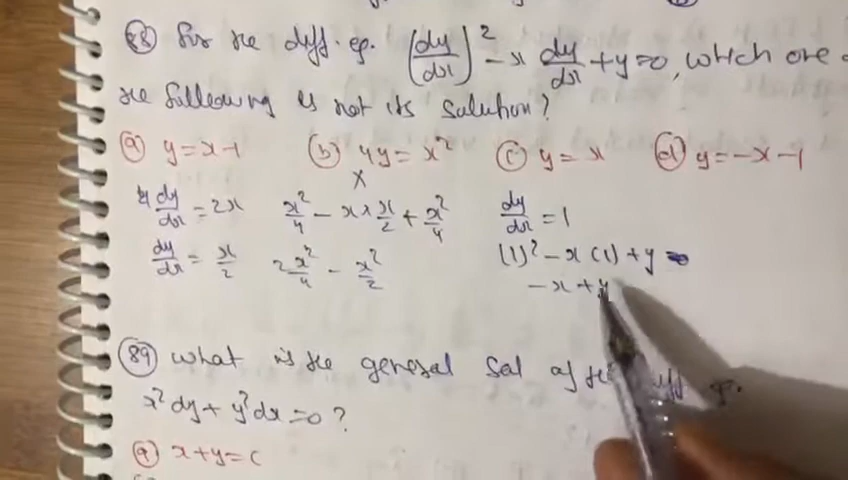 88 For the diff. eq. (dy/dx)² - x dy/dx + y = 0, which one
the following is not its solution?
(a) y = x - 1 (b) 4y = x² (c) y = x (d) y = -x - 1
4 dy/dx = 2x x²/4 - x × x/2 + x²/4 dy/dx = 1
dy/dx = x/2 2x²/4 - x²/2 (1)² - x(1) + y
- x + y
89 What is the general Sol of the diff eq.
x² dy + y² dx = 0 ?
(a) x + y = c